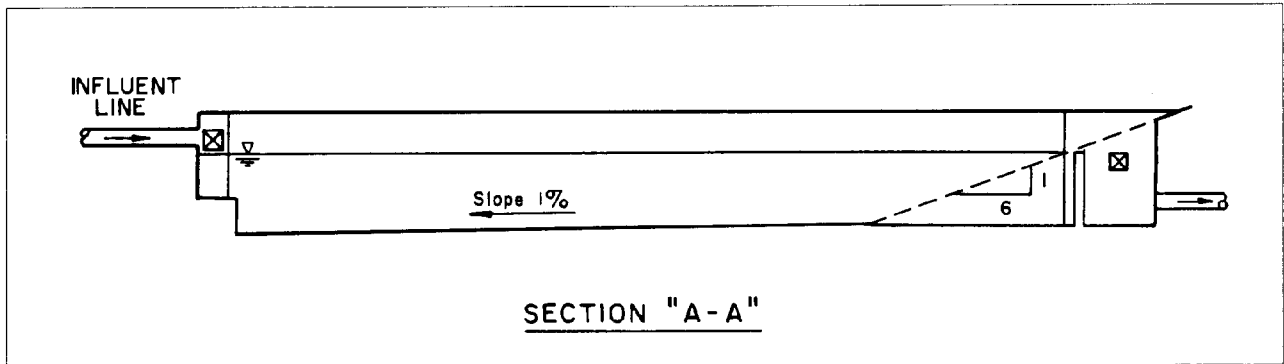 INFLUENT
LINE
Slope 1%
1
6
SECTION "A-A"